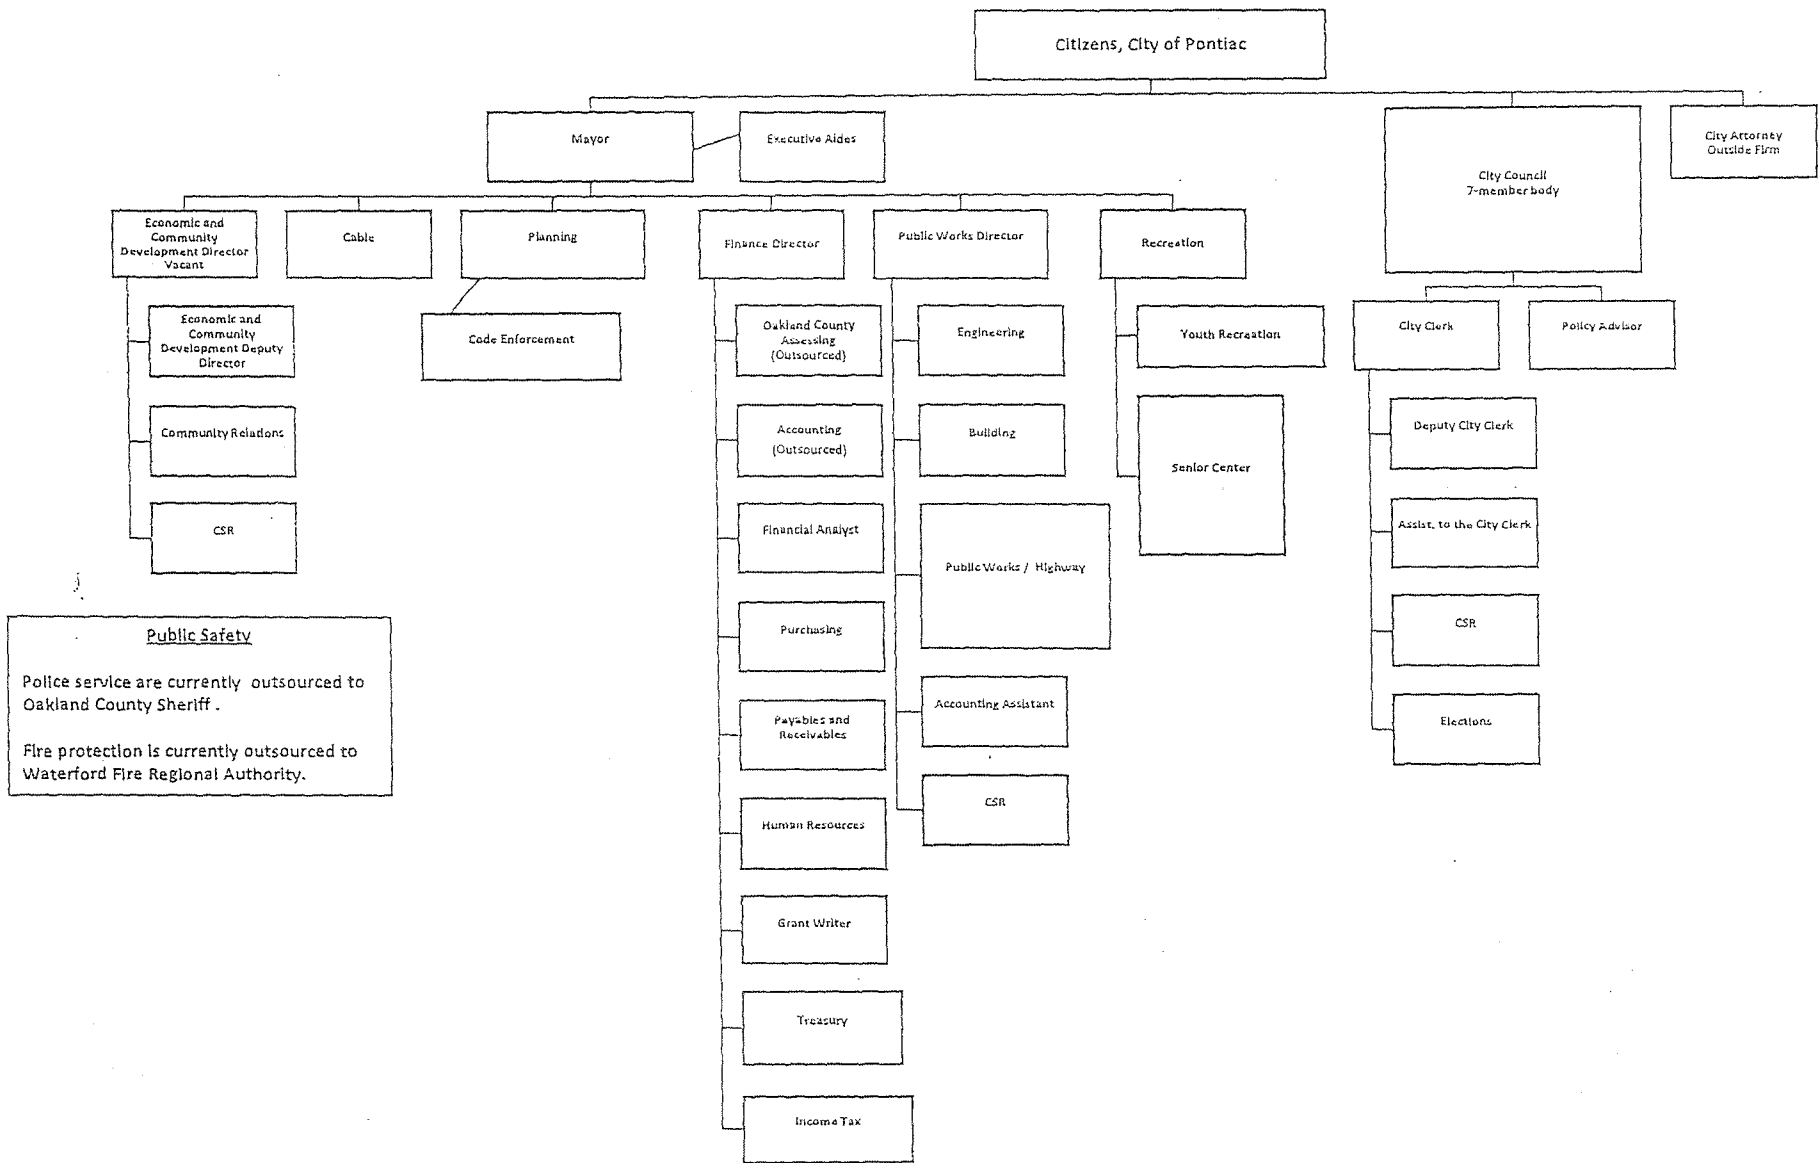 Citizens, City of Pontiac
Mayor
Executive Aides
City Council
7-member body
City Attorney
Outside Firm
Economic and
Community
Development Director
Vacant
Cable
Planning
Finance Director
Public Works Director
Recreation
Economic and
Community
Development Deputy
Director
Community Relations
CSR
Code Enforcement
Oakland County
Assessing
(Outsourced)
Accounting
(Outsourced)
Financial Analyst
Purchasing
Payables and
Receivables
Human Resources
Grant Writer
Treasury
Income Tax
Engineering
Building
Public Works / Highway
Accounting Assistant
CSR
Youth Recreation
Senior Center
City Clerk
Policy Advisor
Deputy City Clerk
Assist. to the City Clerk
CSR
Elections
Public Safety
Police service are currently outsourced to
Oakland County Sheriff .
Fire protection is currently outsourced to
Waterford Fire Regional Authority.